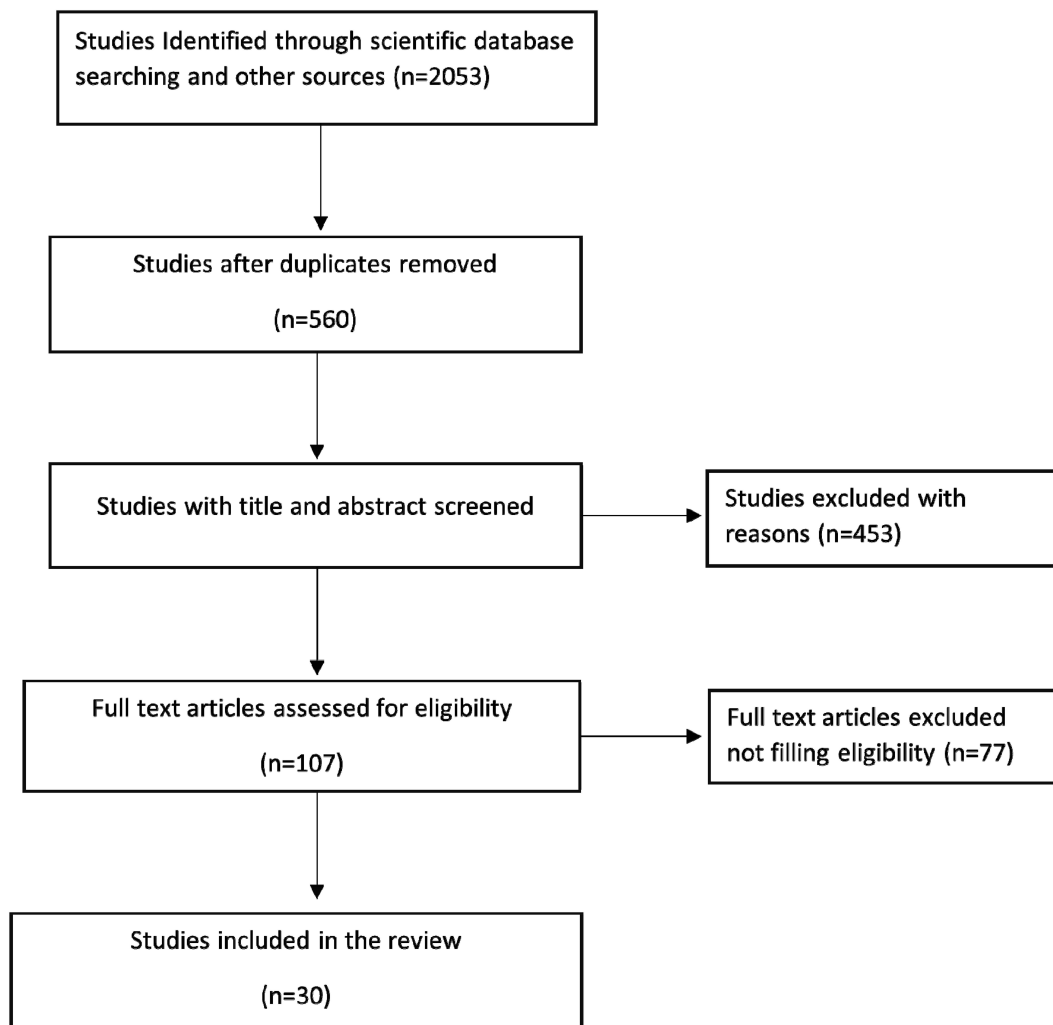 Studies Identified through scientific database
searching and other sources (n=2053)
Studies after duplicates removed
(n=560)
Studies with title and abstract screened
Studies excluded with
reasons (n=453)
Full text articles assessed for eligibility
(n=107)
Full text articles excluded
not filling eligibility (n=77)
Studies included in the review
(n=30)